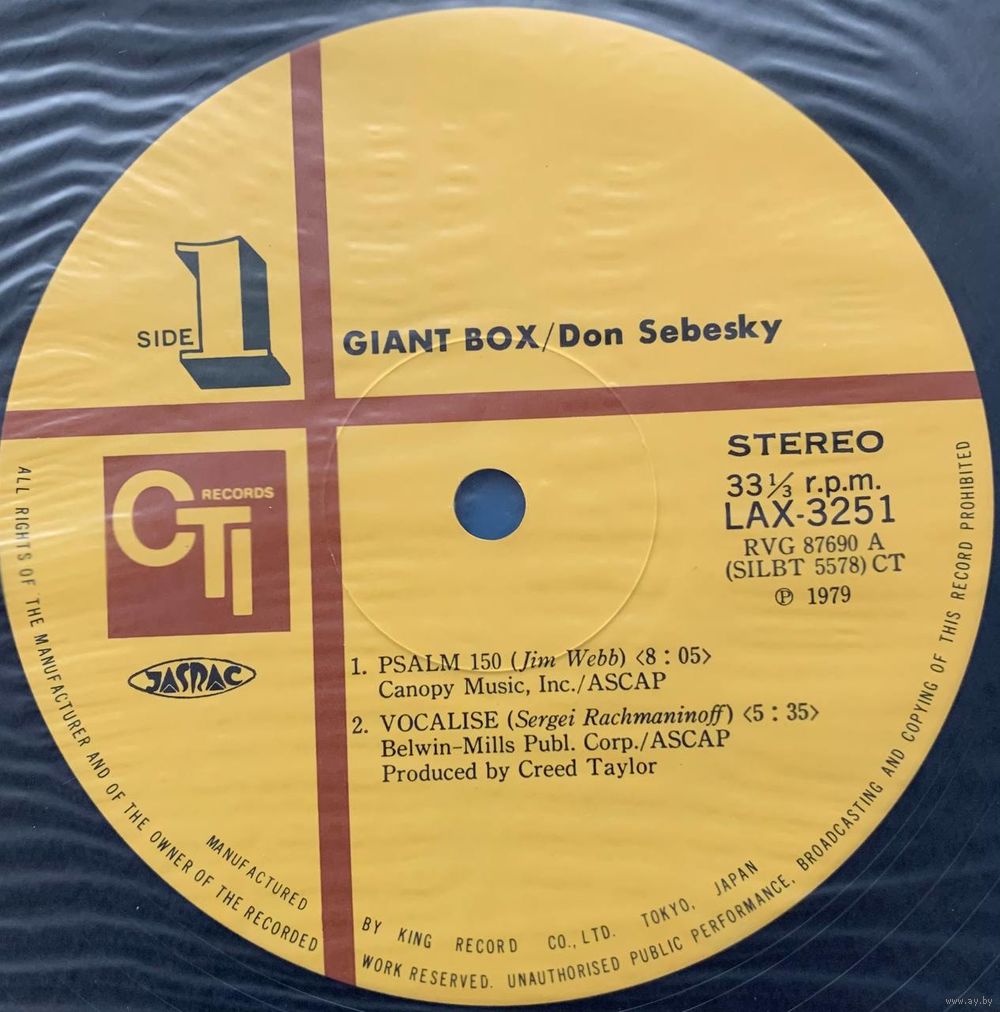 SIDE 1
GIANT BOX/Don Sebesky
CTI RECORDS
STEREO
33⅓ r.p.m.
LAX-3251
RVG 87690 A
(SILBT 5578) CT
℗ 1979
JASRAC
1. PSALM 150 (Jim Webb) <8 : 05>
Canopy Music, Inc./ASCAP
2. VOCALISE (Sergei Rachmaninoff) <5 : 35>
Belwin-Mills Publ. Corp./ASCAP
Produced by Creed Taylor
MANUFACTURED BY KING RECORD CO., LTD. TOKYO, JAPAN
ALL RIGHTS OF THE MANUFACTURER AND OF THE OWNER OF THE RECORDED WORK RESERVED. UNAUTHORISED PUBLIC PERFORMANCE, BROADCASTING AND COPYING OF THIS RECORD PROHIBITED
www.ay.by